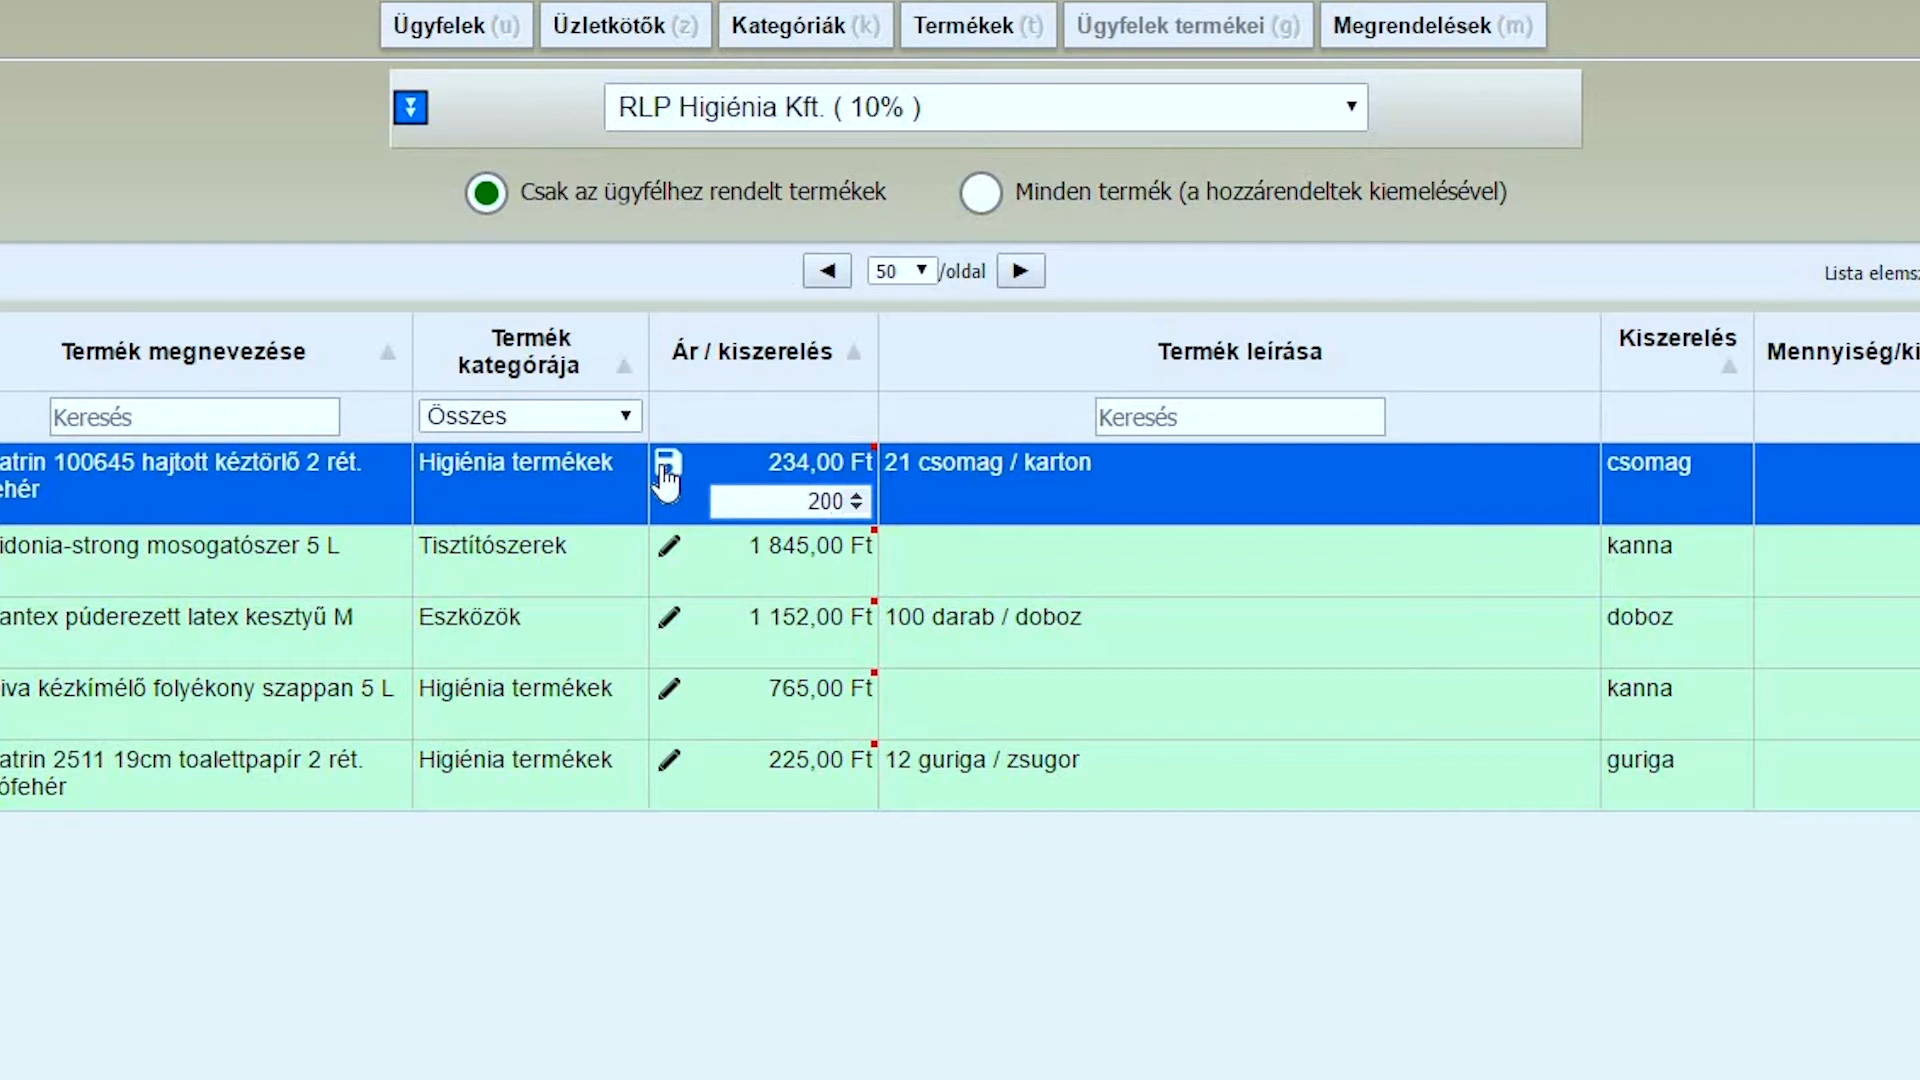 Ügyfelek (u) Üzletkötők (z) Kategóriák (k) Termékek (t) Ügyfelek termékei (g) Megrendelések (m)
RLP Higiénia Kft. ( 10% )
Csak az ügyfélhez rendelt termékek Minden termék (a hozzárendeltek kiemelésével)
50 /oldal Lista elemsz
Termék megnevezése Termék kategórája Ár / kiszerelés Termék leírása Kiszerelés Mennyiség/ki
Keresés Összes Keresés
atrin 100645 hajtott kéztörlő 2 rét. Higiénia termékek 234,00 Ft 21 csomag / karton csomag
ehér 200
idonia-strong mosogatószer 5 L Tisztítószerek 1 845,00 Ft kanna
antex púderezett latex kesztyű M Eszközök 1 152,00 Ft 100 darab / doboz doboz
iva kézkímélő folyékony szappan 5 L Higiénia termékek 765,00 Ft kanna
atrin 2511 19cm toalettpapír 2 rét. Higiénia termékek 225,00 Ft 12 guriga / zsugor guriga
ófehér